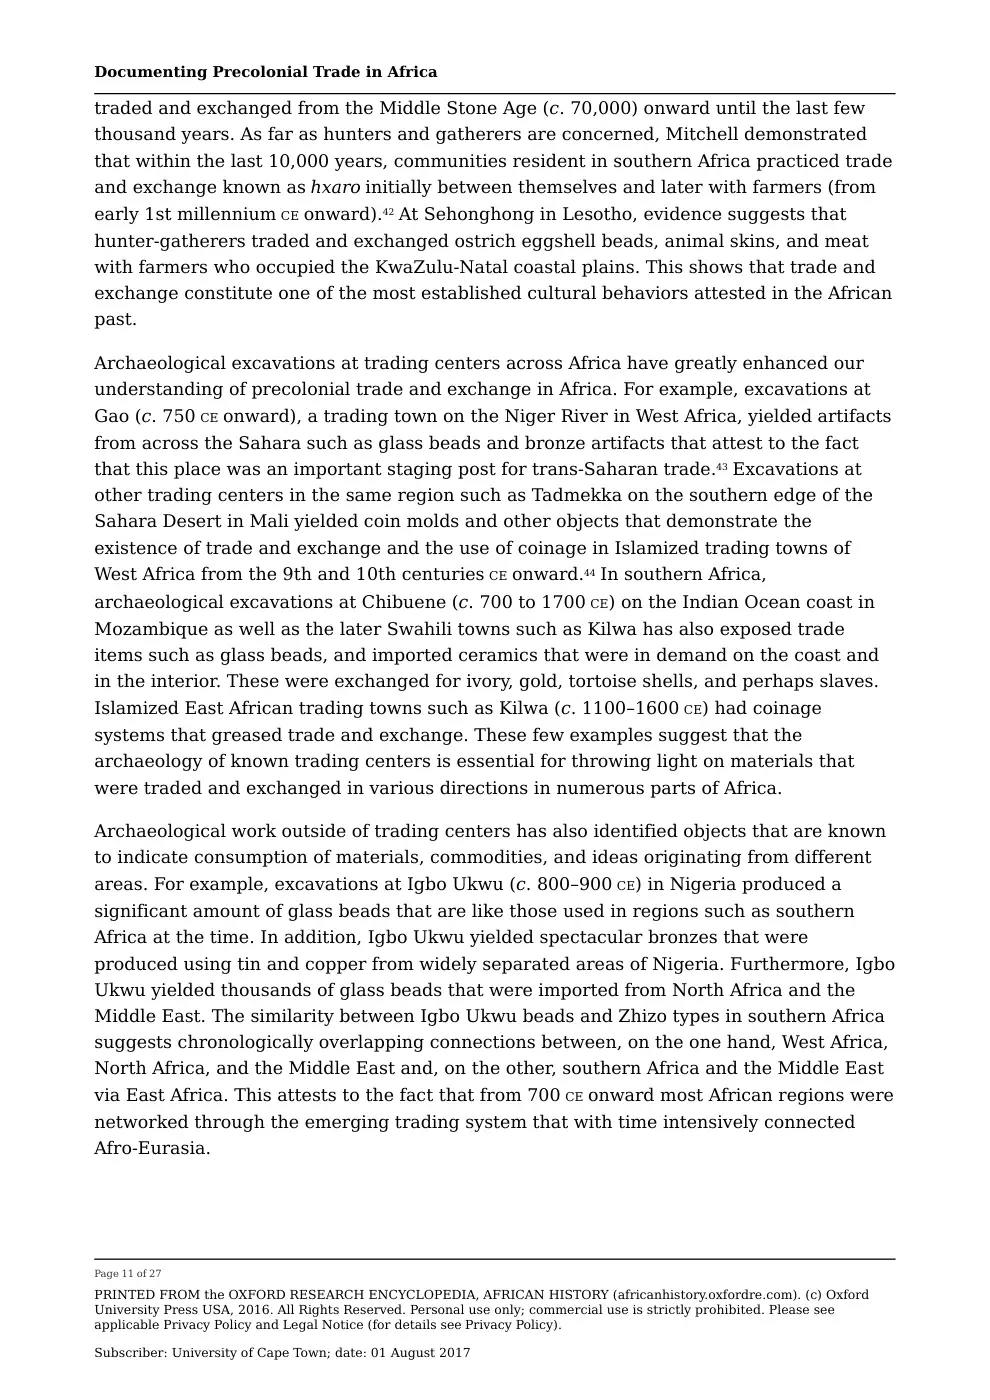 Documenting Precolonial Trade in Africa
traded and exchanged from the Middle Stone Age (c. 70,000) onward until the last few
thousand years. As far as hunters and gatherers are concerned, Mitchell demonstrated
that within the last 10,000 years, communities resident in southern Africa practiced trade
and exchange known as hxaro initially between themselves and later with farmers (from
early 1st millennium CE onward).42 At Sehonghong in Lesotho, evidence suggests that
hunter-gatherers traded and exchanged ostrich eggshell beads, animal skins, and meat
with farmers who occupied the KwaZulu-Natal coastal plains. This shows that trade and
exchange constitute one of the most established cultural behaviors attested in the African
past.
Archaeological excavations at trading centers across Africa have greatly enhanced our
understanding of precolonial trade and exchange in Africa. For example, excavations at
Gao (c. 750 CE onward), a trading town on the Niger River in West Africa, yielded artifacts
from across the Sahara such as glass beads and bronze artifacts that attest to the fact
that this place was an important staging post for trans-Saharan trade.43 Excavations at
other trading centers in the same region such as Tadmekka on the southern edge of the
Sahara Desert in Mali yielded coin molds and other objects that demonstrate the
existence of trade and exchange and the use of coinage in Islamized trading towns of
West Africa from the 9th and 10th centuries CE onward.44 In southern Africa,
archaeological excavations at Chibuene (c. 700 to 1700 CE) on the Indian Ocean coast in
Mozambique as well as the later Swahili towns such as Kilwa has also exposed trade
items such as glass beads, and imported ceramics that were in demand on the coast and
in the interior. These were exchanged for ivory, gold, tortoise shells, and perhaps slaves.
Islamized East African trading towns such as Kilwa (c. 1100–1600 CE) had coinage
systems that greased trade and exchange. These few examples suggest that the
archaeology of known trading centers is essential for throwing light on materials that
were traded and exchanged in various directions in numerous parts of Africa.
Archaeological work outside of trading centers has also identified objects that are known
to indicate consumption of materials, commodities, and ideas originating from different
areas. For example, excavations at Igbo Ukwu (c. 800–900 CE) in Nigeria produced a
significant amount of glass beads that are like those used in regions such as southern
Africa at the time. In addition, Igbo Ukwu yielded spectacular bronzes that were
produced using tin and copper from widely separated areas of Nigeria. Furthermore, Igbo
Ukwu yielded thousands of glass beads that were imported from North Africa and the
Middle East. The similarity between Igbo Ukwu beads and Zhizo types in southern Africa
suggests chronologically overlapping connections between, on the one hand, West Africa,
North Africa, and the Middle East and, on the other, southern Africa and the Middle East
via East Africa. This attests to the fact that from 700 CE onward most African regions were
networked through the emerging trading system that with time intensively connected
Afro-Eurasia.
Page 11 of 27
PRINTED FROM the OXFORD RESEARCH ENCYCLOPEDIA, AFRICAN HISTORY (africanhistory.oxfordre.com). (c) Oxford
University Press USA, 2016. All Rights Reserved. Personal use only; commercial use is strictly prohibited. Please see
applicable Privacy Policy and Legal Notice (for details see Privacy Policy).
Subscriber: University of Cape Town; date: 01 August 2017